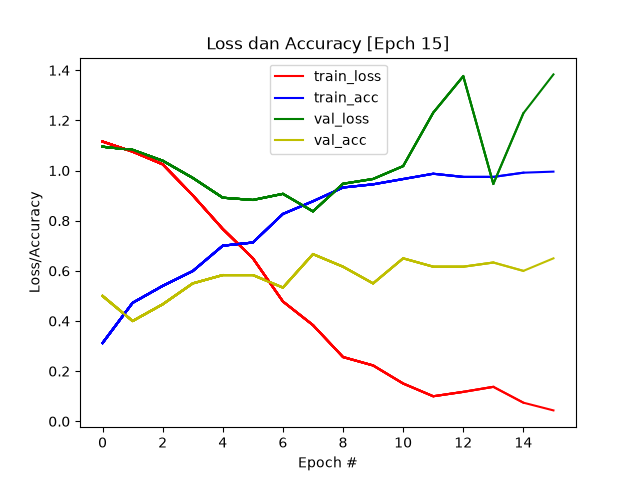 Loss dan Accuracy [Epch 15]
train_loss
train_acc
val_loss
val_acc
Loss/Accuracy
1.4
1.2
1.0
0.8
0.6
0.4
0.2
0.0
0 2 4 6 8 10 12 14
Epoch #